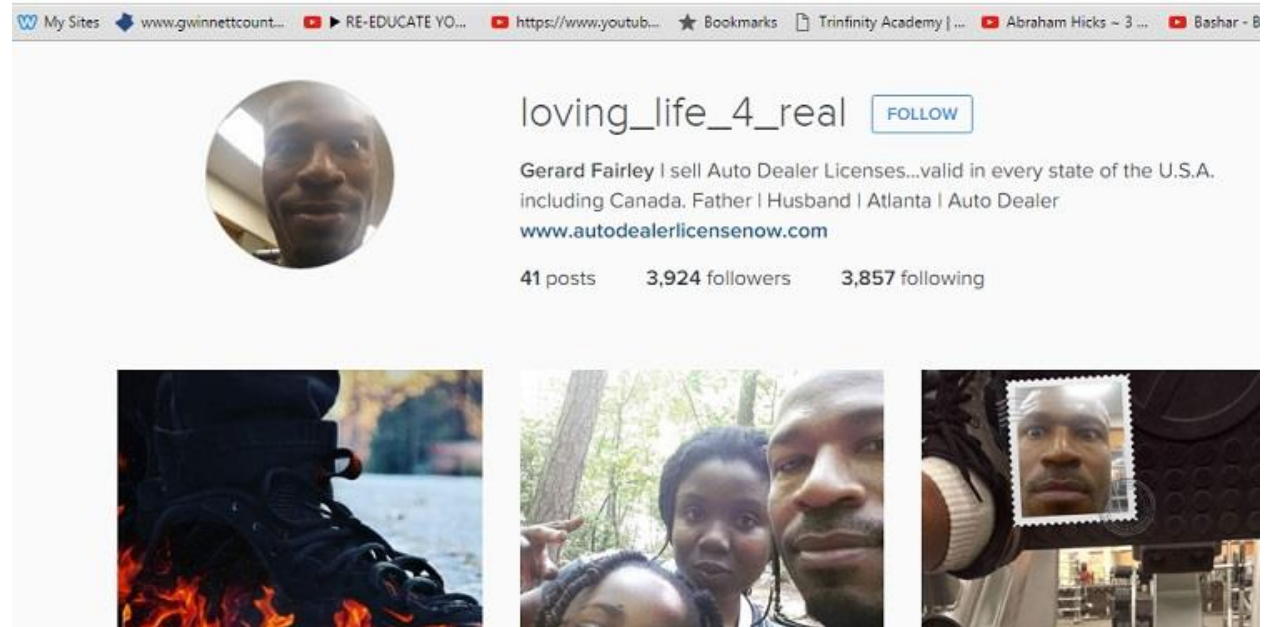 My Sites www.gwinnettcount... ▶ RE-EDUCATE YO... https://www.youtub... Bookmarks Trinfinity Academy | ... Abraham Hicks ~ 3 ... Bashar - B
loving_life_4_real FOLLOW
Gerard Fairley I sell Auto Dealer Licenses...valid in every state of the U.S.A.
including Canada. Father | Husband | Atlanta | Auto Dealer
www.autodealerlicensenow.com
41 posts 3,924 followers 3,857 following